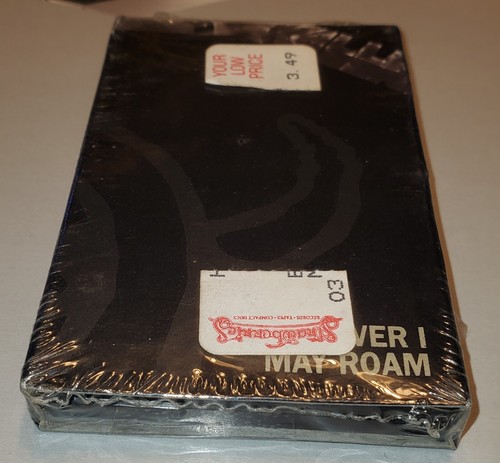 YOUR
LOW
PRICE
3.49
03
Strawberries
RECORDS • TAPES • COMPACT DISCS
VER I
MAY ROAM